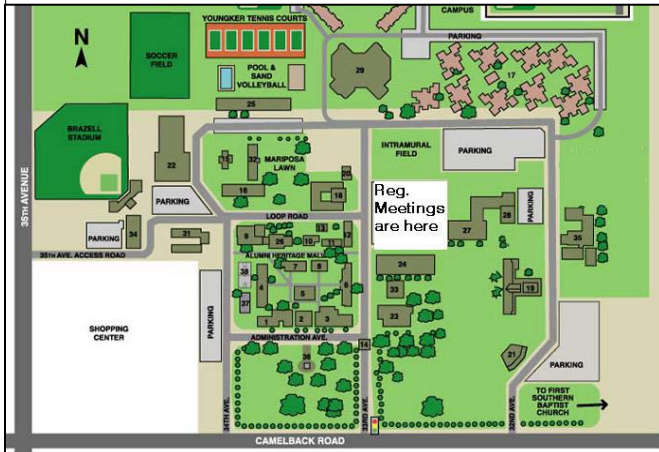 CAMPUS
YOUNGKER TENNIS COURTS
N
SOCCER
FIELD
PARKING
POOL &
SAND
VOLLEYBALL
29
17
25
BRAZELL
STADIUM
22
15
32
MARIPOSA
LAWN
INTRAMURAL
FIELD
PARKING
20
16
18
PARKING
Reg.
Meetings
are here
28
PARKING
35TH AVENUE
LOOP ROAD
PARKING
34
31
9
26
10
13
11
12
27
35
35TH AVE. ACCESS ROAD
ALUMNI HERITAGE MALL
38
7
8
24
4
6
37
5
33
19
SHOPPING
CENTER
PARKING
1
2
3
23
ADMINISTRATION AVE.
14
36
21
PARKING
34TH AVE.
33RD AVE.
32ND AVE.
TO FIRST
SOUTHERN
BAPTIST
CHURCH
CAMELBACK ROAD